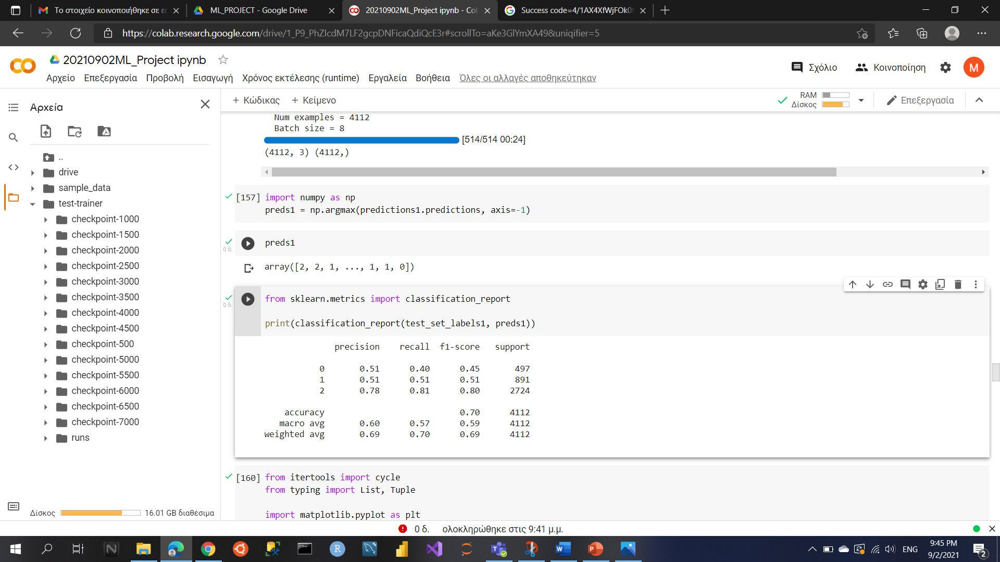 Το στοιχείο κοινοποιήθηκε σε εc
ML_PROJECT - Google Drive
20210902ML_Project ipynb - Col
Success code=4/1AX4XfWjFOk0t
https://colab.research.google.com/drive/1_P9_PhZIcdM7LF2gcpDNFicaQdiQcE3r#scrollTo=aKe3GlYmXA49&uniqifier=5
20210902ML_Project ipynb
Σχόλιο
Κοινοποίηση
M
Αρχείο Επεξεργασία Προβολή Εισαγωγή Χρόνος εκτέλεσης (runtime) Εργαλεία Βοήθεια Όλες οι αλλαγές αποθηκεύτηκαν
Αρχεία
+ Κώδικας + Κείμενο
RAM
Δίσκος
Επεξεργασία
..
drive
sample_data
test-trainer
checkpoint-1000
checkpoint-1500
checkpoint-2000
checkpoint-2500
checkpoint-3000
checkpoint-3500
checkpoint-4000
checkpoint-4500
checkpoint-500
checkpoint-5000
checkpoint-5500
checkpoint-6000
checkpoint-6500
checkpoint-7000
runs
Δίσκος 16.01 GB διαθέσιμα
Num examples = 4112
Batch size = 8
[514/514 00:24]
(4112, 3) (4112,)
[157] import numpy as np
preds1 = np.argmax(predictions1.predictions, axis=-1)
0 δ.
preds1
array([2, 2, 1, ..., 1, 1, 0])
0 δ.
from sklearn.metrics import classification_report
print(classification_report(test_set_labels1, preds1))
precision recall f1-score support
0 0.51 0.40 0.45 497
1 0.51 0.51 0.51 891
2 0.78 0.81 0.80 2724
accuracy 0.70 4112
macro avg 0.60 0.57 0.59 4112
weighted avg 0.69 0.70 0.69 4112
[160] from itertools import cycle
from typing import List, Tuple
import matplotlib.pyplot as plt
0 δ. ολοκληρώθηκε στις 9:41 μ.μ.
ENG
9:45 PM
9/2/2021
2